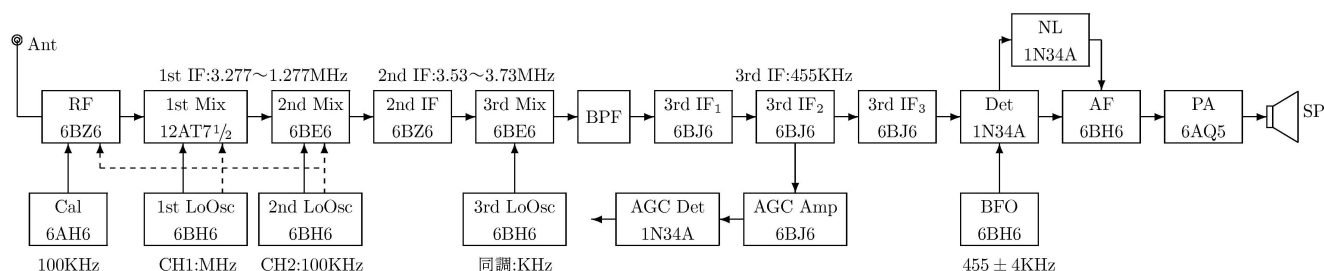 NL
1N34A
Ant
1st IF:3.277～1.277MHz
2nd IF:3.53～3.73MHz
3rd IF:455KHz
RF
6BZ6
1st Mix
12AT7 1/2
2nd Mix
6BE6
2nd IF
6BZ6
3rd Mix
6BE6
BPF
3rd IF₁
6BJ6
3rd IF₂
6BJ6
3rd IF₃
6BJ6
Det
1N34A
AF
6BH6
PA
6AQ5
SP
Cal
6AH6
100KHz
1st LoOsc
6BH6
CH1:MHz
2nd LoOsc
6BH6
CH2:100KHz
3rd LoOsc
6BH6
同調:KHz
AGC Det
1N34A
AGC Amp
6BJ6
BFO
6BH6
455 ± 4KHz